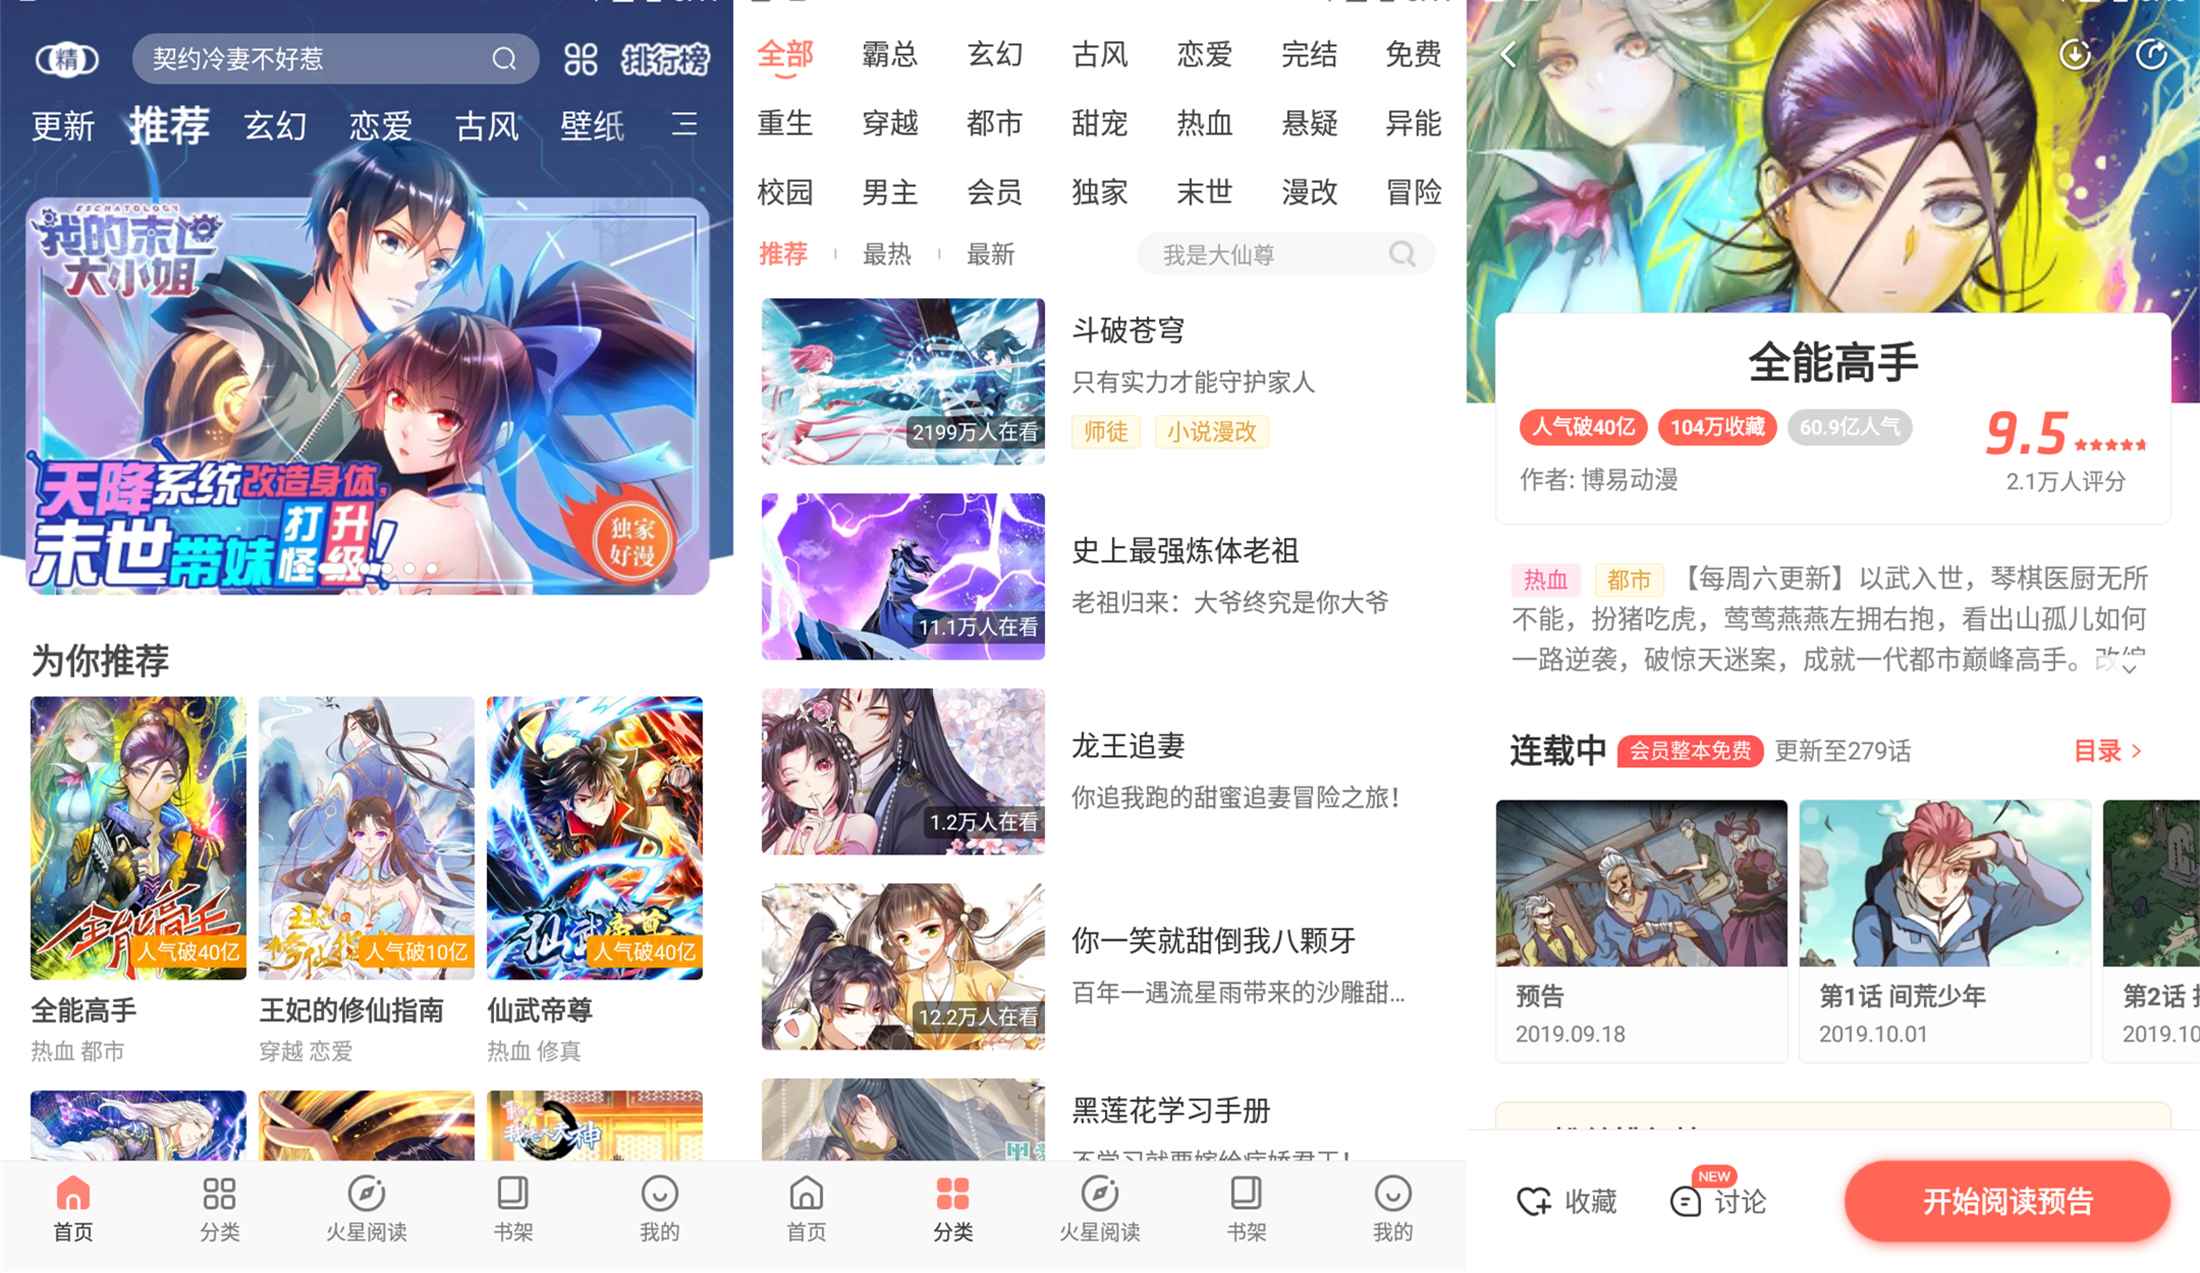 精
契约冷妻不好惹
排行榜
更新 推荐 玄幻 恋爱 古风 壁纸
ESCHATOLOGY
我的末世
大小姐
天降系统改造身体,
末世带妹打怪升级!
独家
好漫
为你推荐
全能高手
人气破40亿
人气破10亿
仙武帝尊
人气破40亿
全能高手 王妃的修仙指南 仙武帝尊
热血 都市 穿越 恋爱 热血 修真
首页 分类 火星阅读 书架 我的
全部 霸总 玄幻 古风 恋爱 完结 免费
重生 穿越 都市 甜宠 热血 悬疑 异能
校园 男主 会员 独家 末世 漫改 冒险
推荐 最热 最新 我是大仙尊
斗破苍穹
只有实力才能守护家人
师徒 小说漫改
2199万人在看
史上最强炼体老祖
老祖归来：大爷终究是你大爷
11.1万人在看
龙王追妻
你追我跑的甜蜜追妻冒险之旅！
1.2万人在看
你一笑就甜倒我八颗牙
百年一遇流星雨带来的沙雕甜...
12.2万人在看
黑莲花学习手册
首页 分类 火星阅读 书架 我的
全能高手
人气破40亿 104万收藏 60.9亿人气
9.5
作者: 博易动漫
2.1万人评分
热血 都市 【每周六更新】以武入世，琴棋医厨无所
不能，扮猪吃虎，莺莺燕燕左拥右抱，看出山孤儿如何
一路逆袭，破惊天迷案，成就一代都市巅峰高手。
连载中 会员整本免费 更新至279话 目录 >
预告
2019.09.18
第1话 间荒少年
2019.10.01
第2话
2019.10
收藏
NEW
讨论
开始阅读预告